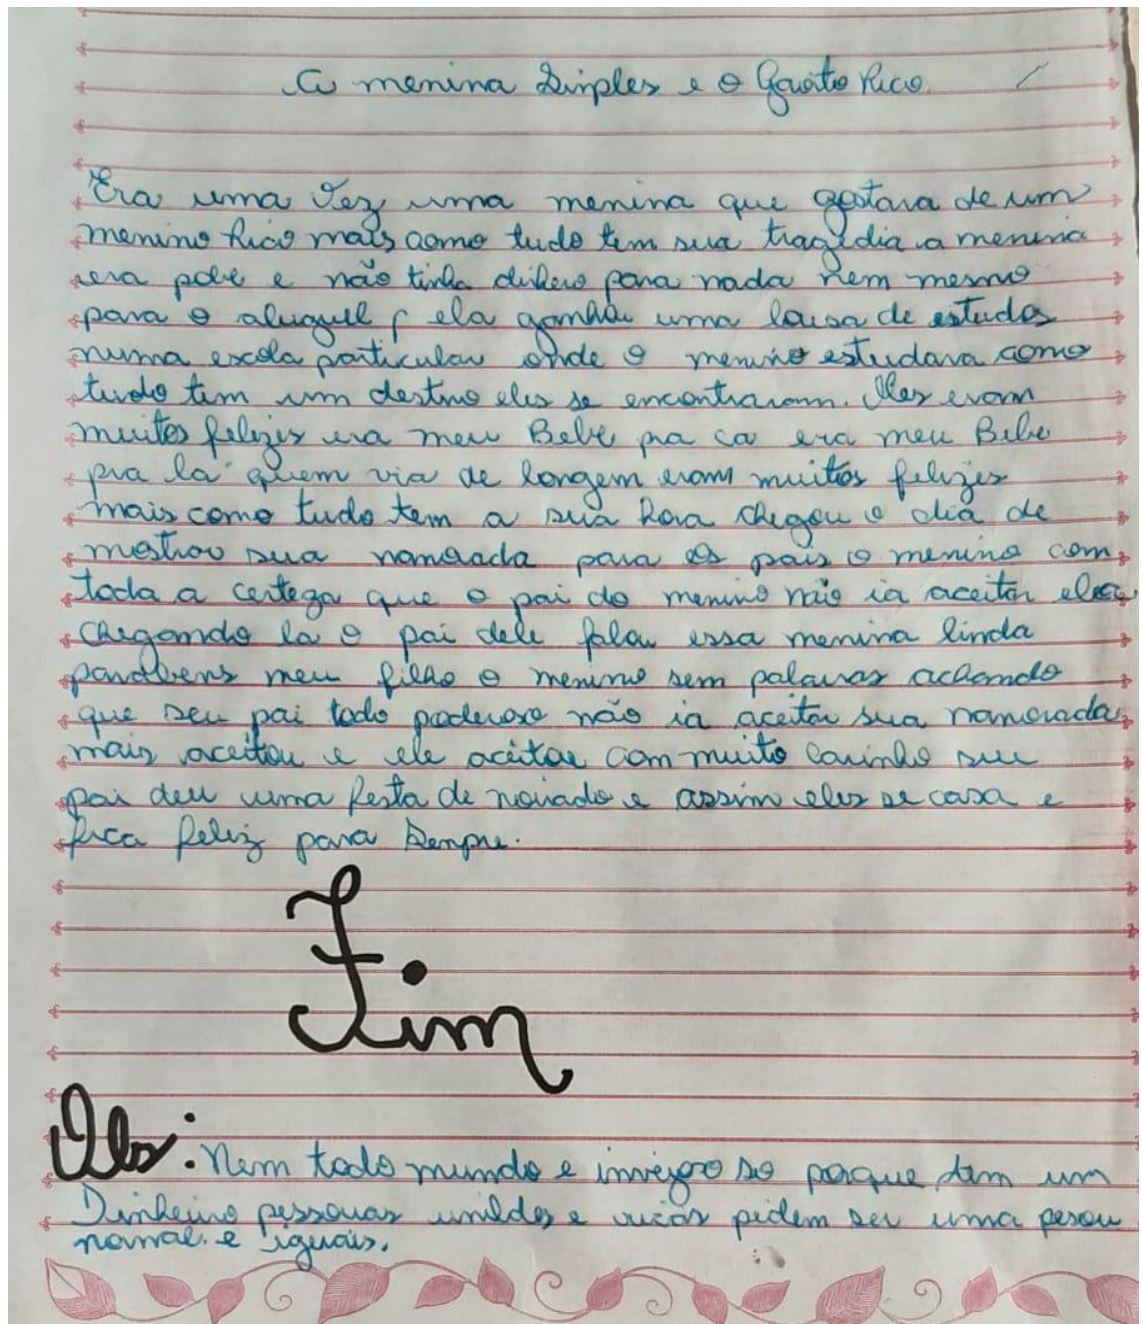 A menina Simples e o Garoto Rico
Era uma Vez uma menina que gostava de um
menino Rico mais como tudo tem sua tragédia a menina
era pobe e não tinha dinheio para nada nem mesmo
para o aluguel ela ganhou uma bousa de estudos
numa escola particular onde o menino estudava como
tudo tem um destino eles se encontraram. Eles eram
muitos felizes era meu Bebe pra ca era meu Bebe
pra la quem via de longem eram muitos felizes
mais como tudo tem a sua hora chegou o dia de
mostrar sua namorada para os pais o menino com
toda a certeza que o pai do menino não ia aceitar ela
chegando la o pai dele falou essa menina linda
parabens meu filho o menino sem palavras achando
que seu pai todo poderoso não ia aceitar sua namorada
mais aceitou e ele aceitou com muito carinho seu
pai deu uma festa de noivado e assim eles se casa e
fica feliz para Sempre.
Fim
Obs: Nem todo mundo e invejoso so porque tem um
Dinheiro pessouas umildes e ricas podem ser uma pesou
normal. e iguais.